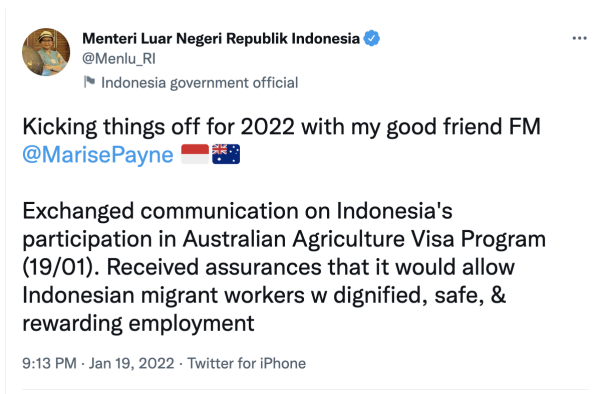 Menteri Luar Negeri Republik Indonesia
@Menlu_RI
Indonesia government official
Kicking things off for 2022 with my good friend FM
@MarisePayne 🇮🇩🇦🇺
Exchanged communication on Indonesia's
participation in Australian Agriculture Visa Program
(19/01). Received assurances that it would allow
Indonesian migrant workers w dignified, safe, &
rewarding employment
9:13 PM · Jan 19, 2022 · Twitter for iPhone